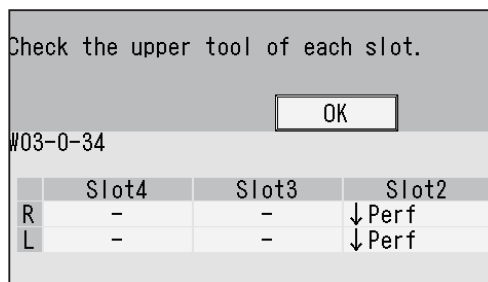 Check the upper tool of each slot.
OK
W03-0-34
Slot4 Slot3 Slot2
R - - ↓Perf
L - - ↓Perf